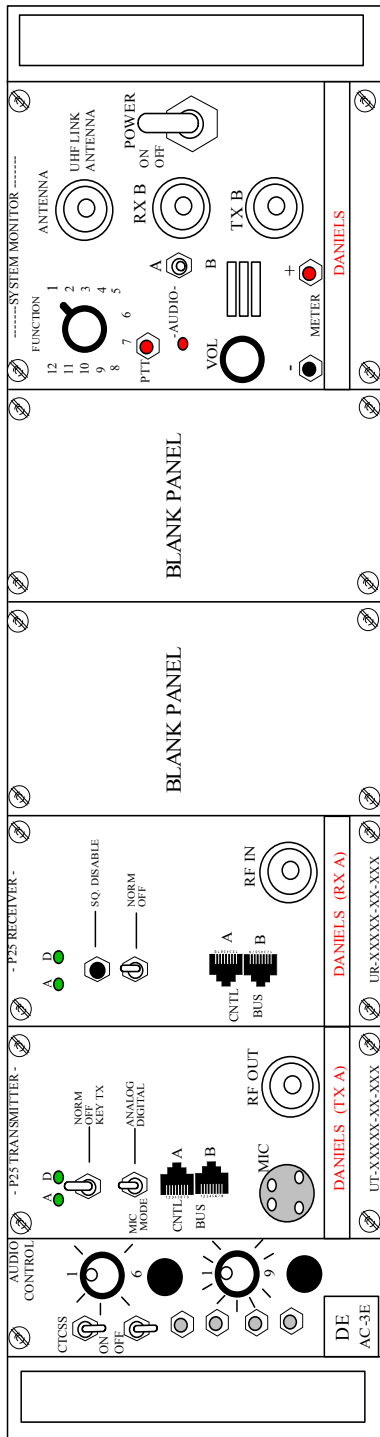 AUDIO
CONTROL
CTCSS
ON
OFF
1
6
1
9
DE
AC-3E
- P25 TRANSMITTER -
A D
NORM
OFF
KEY TX
MIC
MODE
ANALOG
DIGITAL
CNTL
BUS
A
B
MIC
RF OUT
DANIELS (TX A)
UT-XXXXX-XX-XXX
- P25 RECEIVER -
A D
SQ. DISABLE
NORM
OFF
CNTL
BUS
A
B
RF IN
DANIELS (RX A)
UR-XXXXX-XX-XXX
BLANK PANEL
BLANK PANEL
------SYSTEM MONITOR ------
FUNCTION
12
11
10
9
8
7
6
5
4
3
2
1
ANTENNA
UHF LINK
ANTENNA
PTT
-AUDIO-
A
B
VOL
RX B
TX B
POWER
ON
OFF
-
METER
+
DANIELS